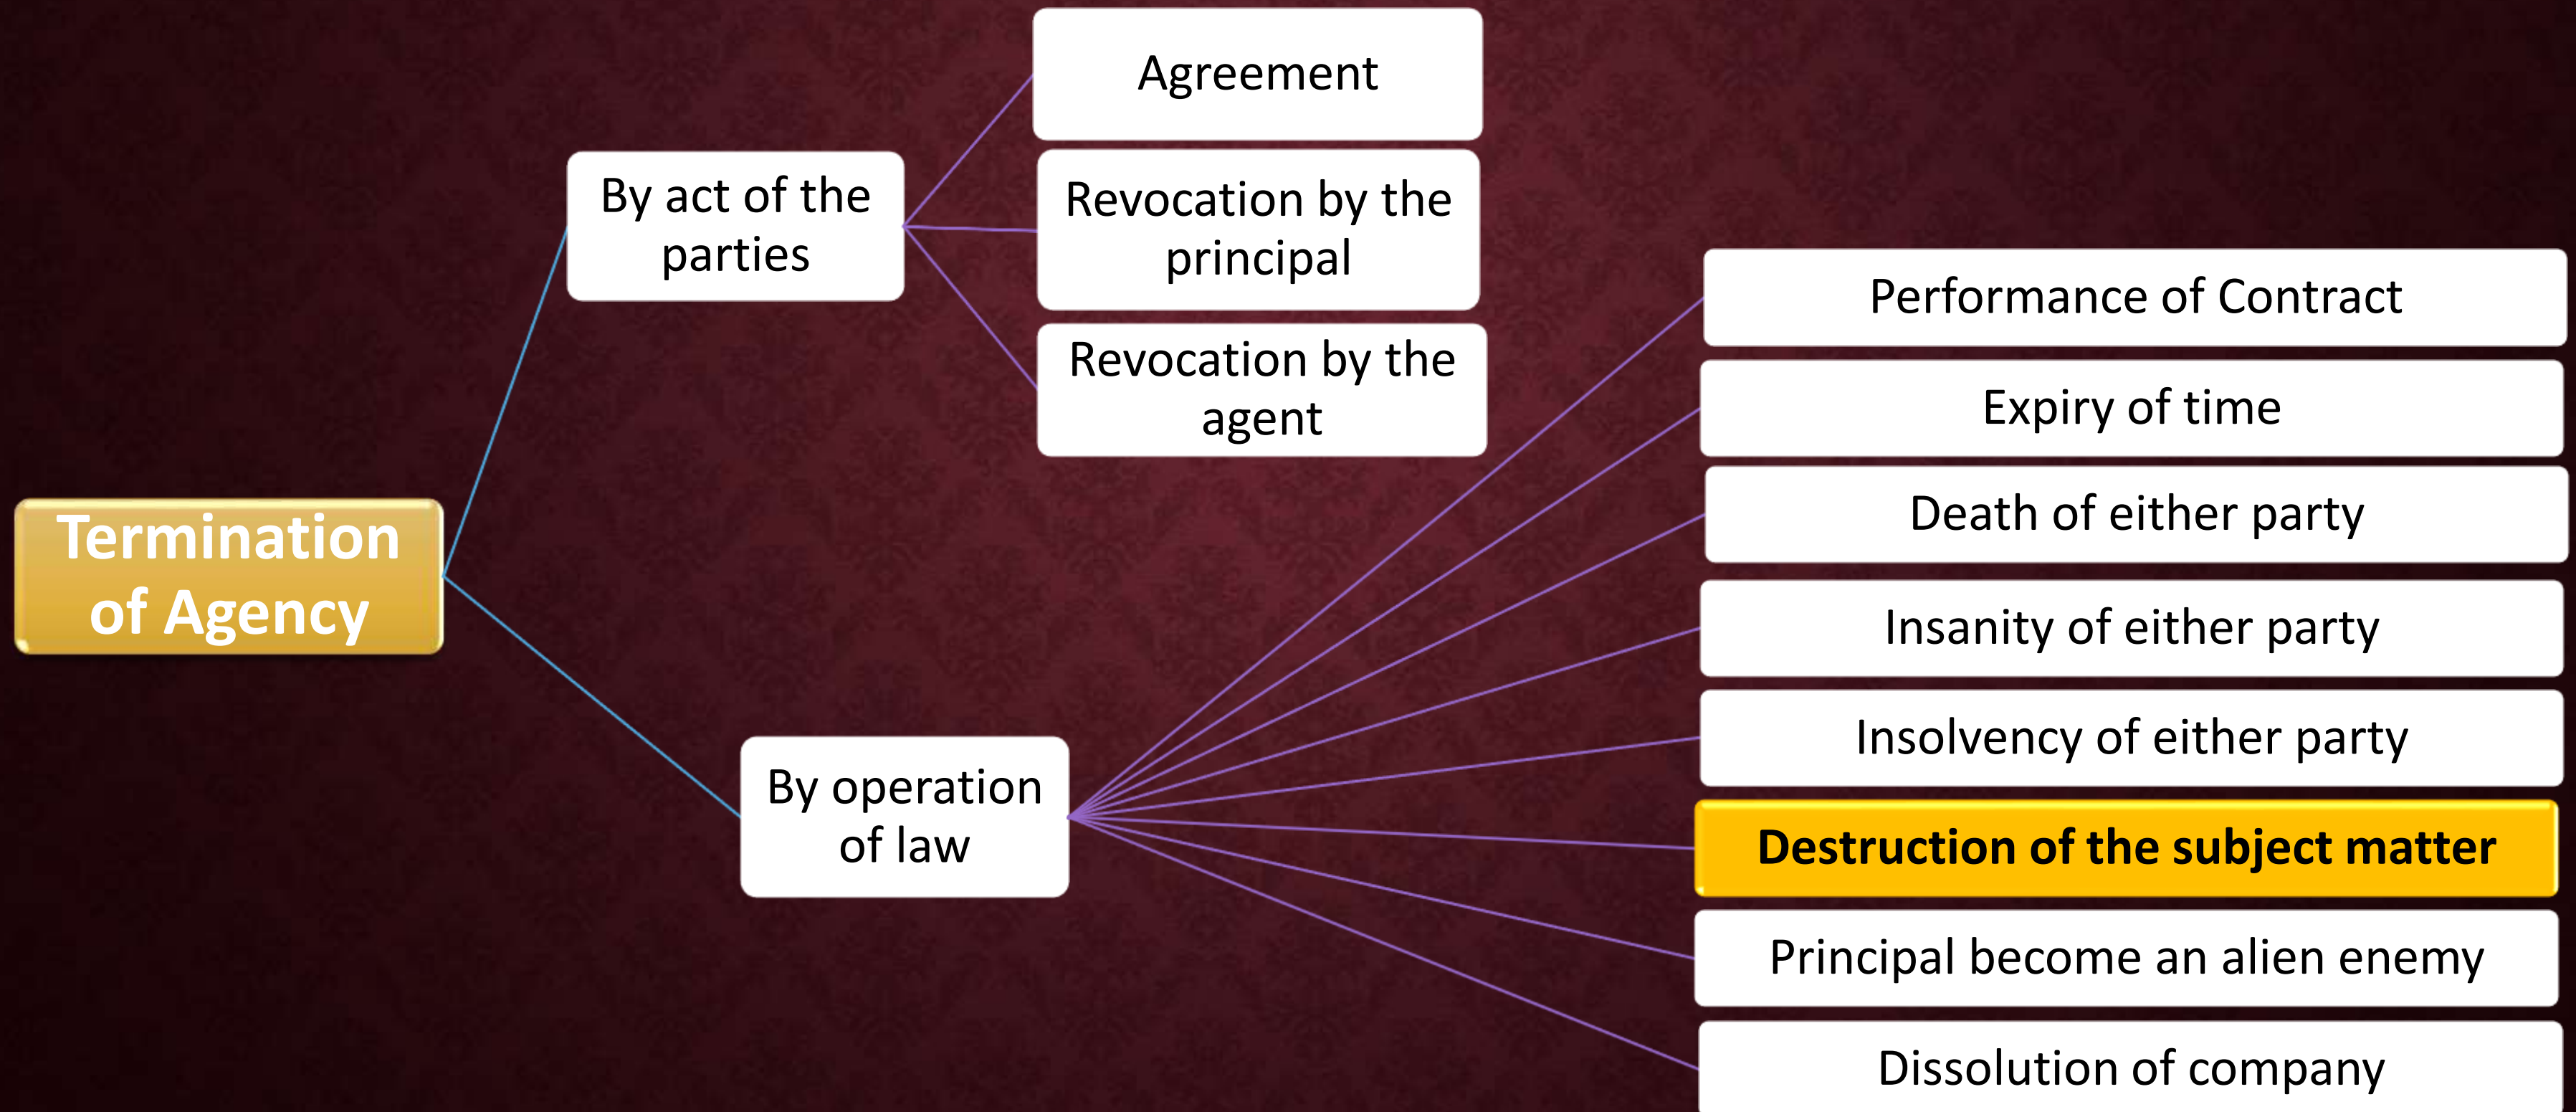 Termination
of Agency
By act of the
parties
Agreement
Revocation by the
principal
Revocation by the
agent
By operation
of law
Performance of Contract
Expiry of time
Death of either party
Insanity of either party
Insolvency of either party
Destruction of the subject matter
Principal become an alien enemy
Dissolution of company